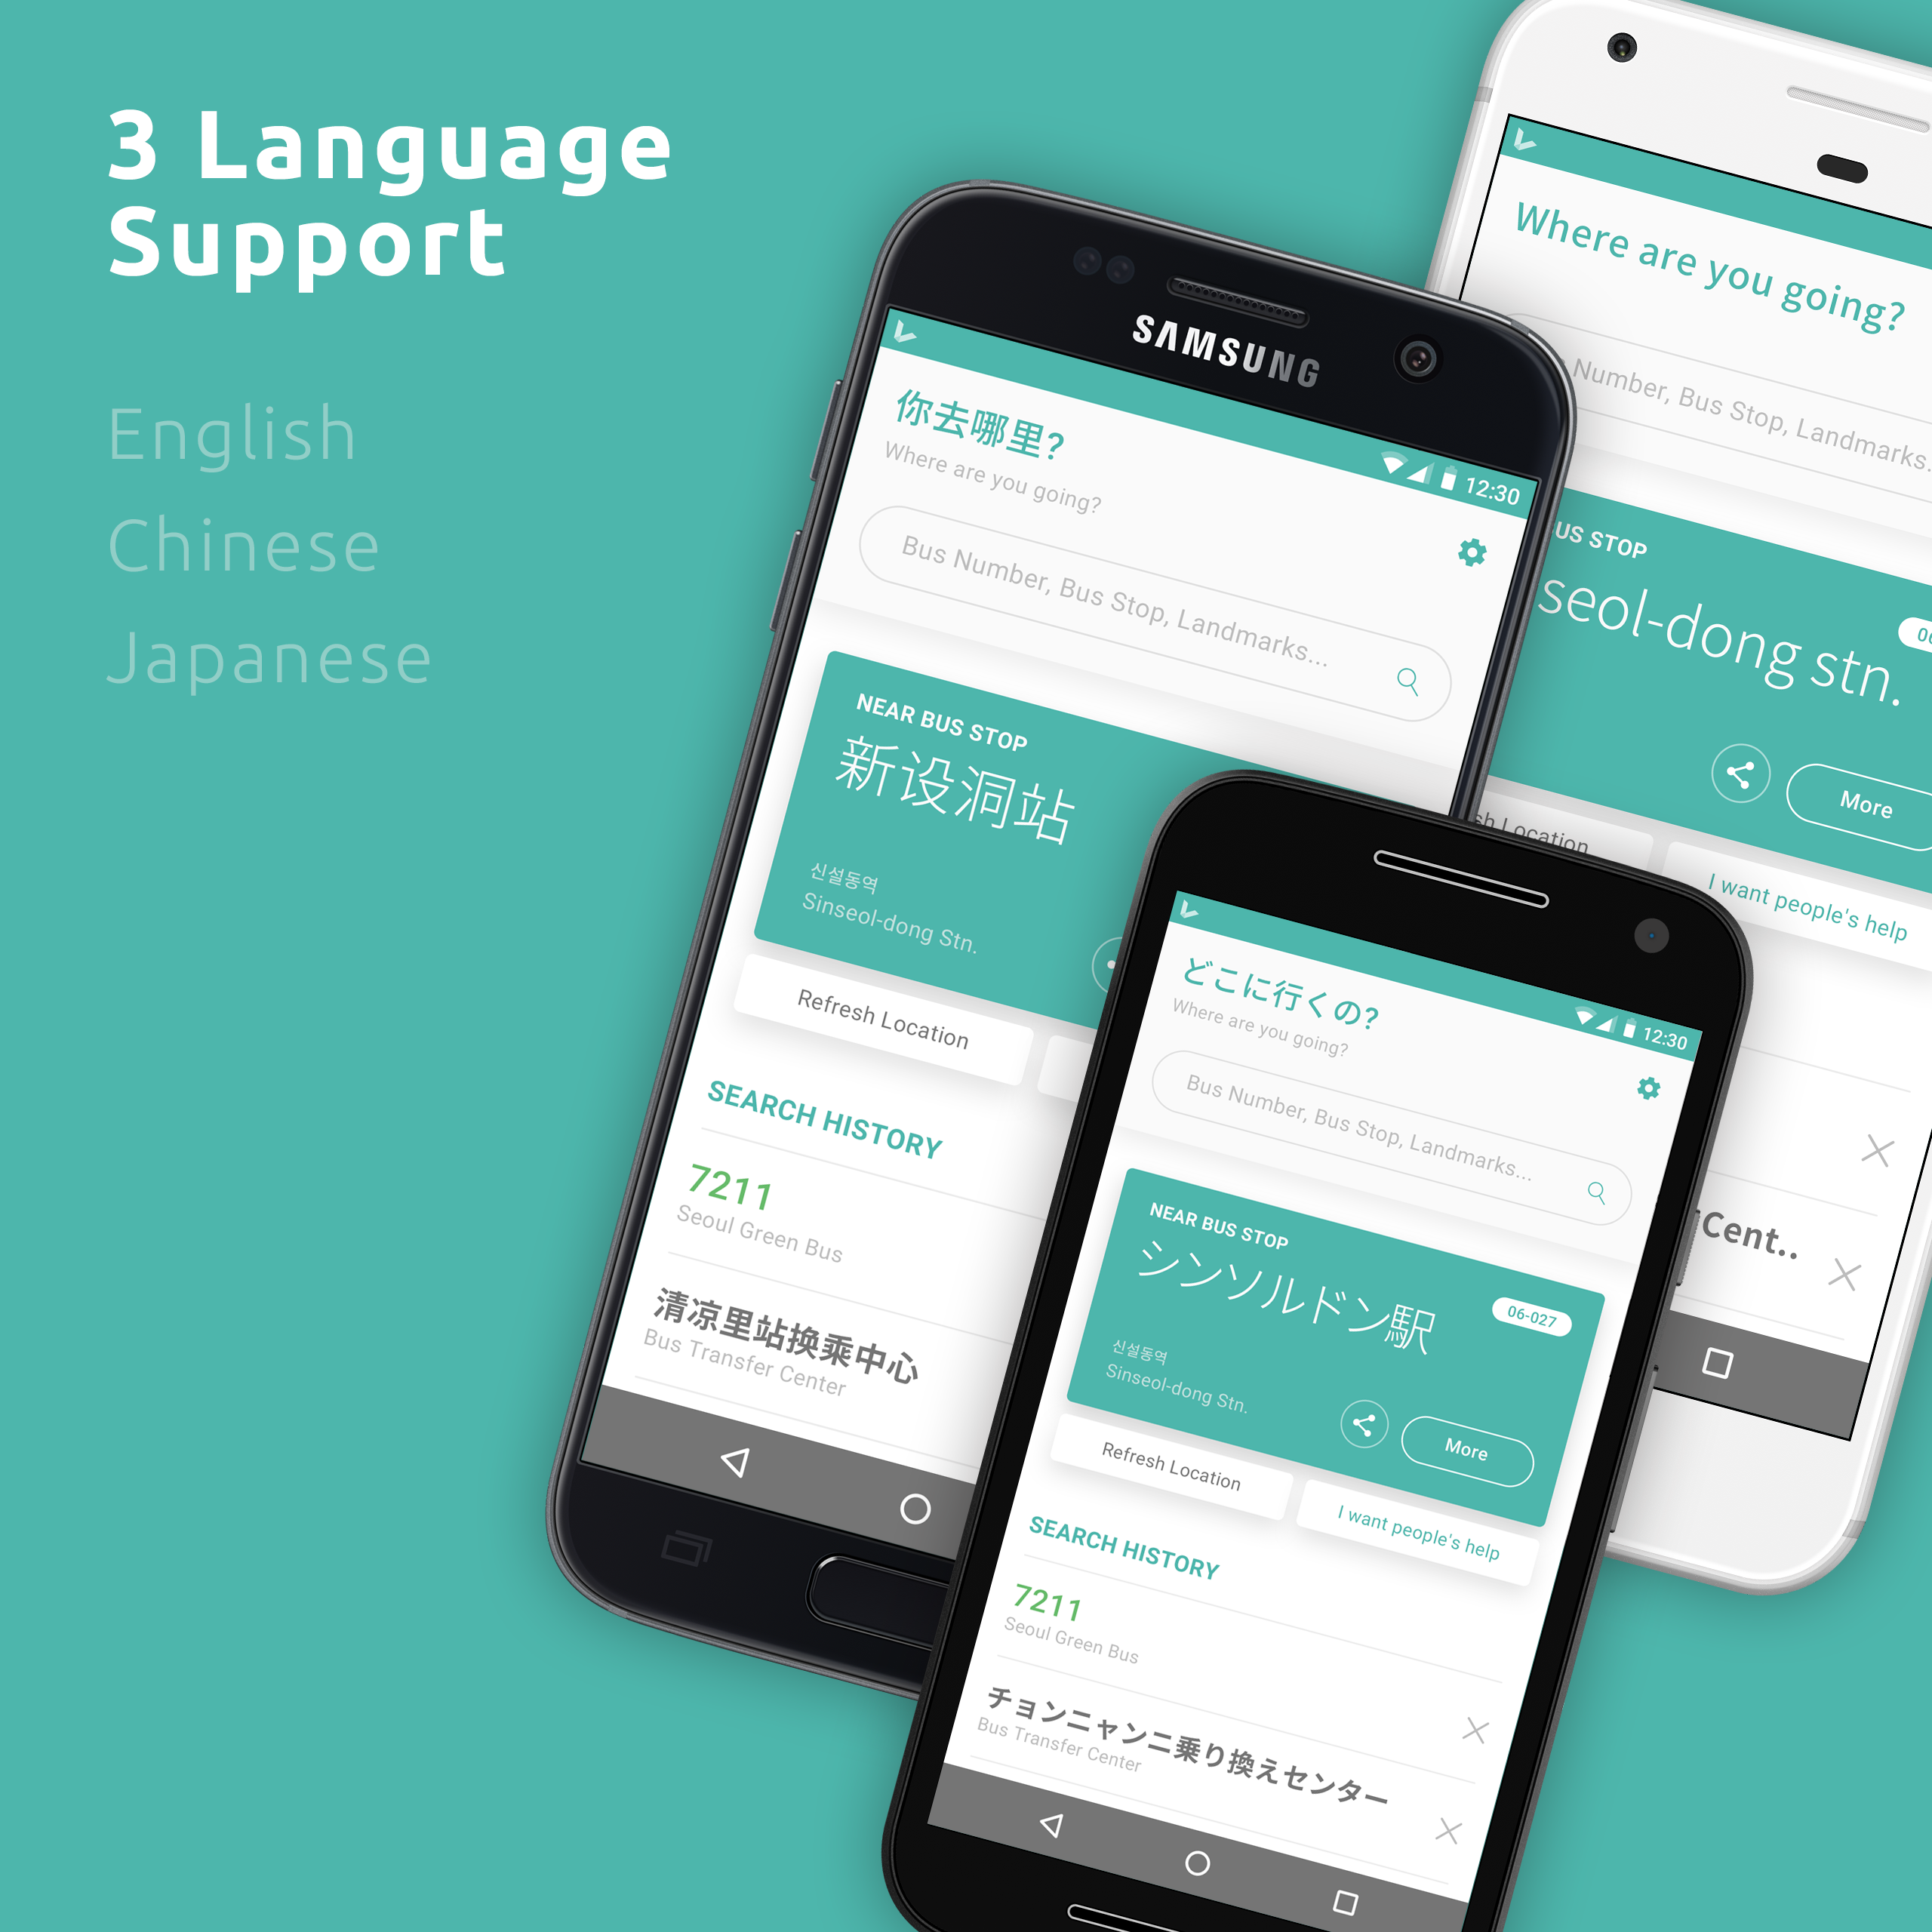 3 Language
Support
English
Chinese
Japanese
SAMSUNG
12:30
你去哪里?
Where are you going?
Bus Number, Bus Stop, Landmarks...
NEAR BUS STOP
新设洞站
신설동역
Sinseol-dong Stn.
Refresh Location
SEARCH HISTORY
7211
Seoul Green Bus
清凉里站换乘中心
Bus Transfer Center
Where are you going?
Number, Bus Stop, Landmarks..
US STOP
seol-dong stn.
More
Location
I want people's help
Cent..
12:30
どこに行くの?
Where are you going?
Bus Number, Bus Stop, Landmarks...
NEAR BUS STOP
シンソルドン駅
06-027
신설동역
Sinseol-dong Stn.
More
Refresh Location
I want people's help
SEARCH HISTORY
7211
Seoul Green Bus
チョンニャンニ乗り換えセンター
Bus Transfer Center